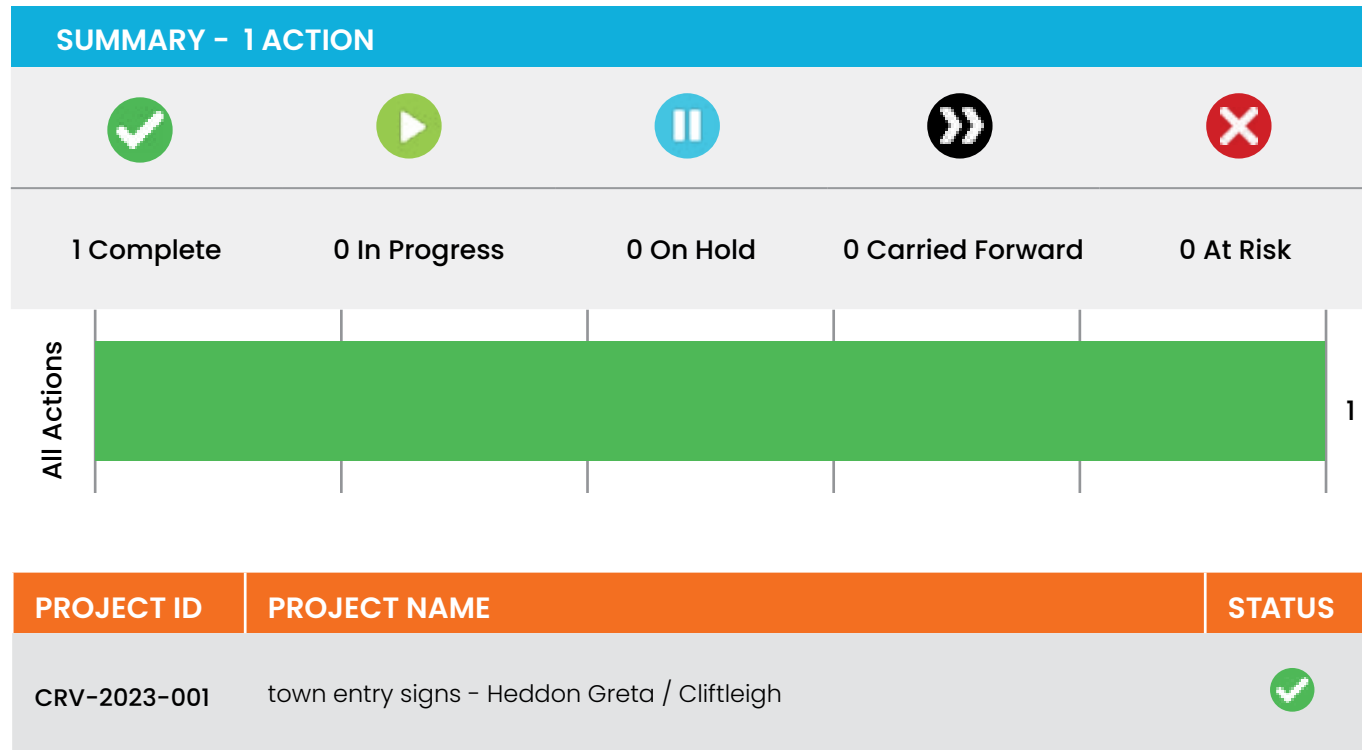 SUMMARY - 1 ACTION
1 Complete 0 In Progress 0 On Hold 0 Carried Forward 0 At Risk
All Actions
1
PROJECT ID PROJECT NAME STATUS
CRV-2023-001 town entry signs - Heddon Greta / Cliftleigh